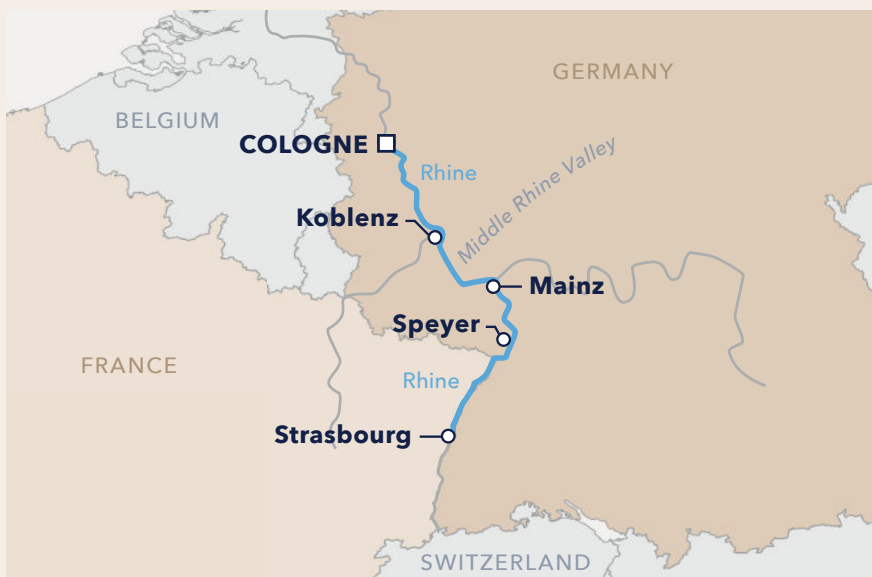 GERMANY
BELGIUM
COLOGNE
Rhine
Middle Rhine Valley
Koblenz
Mainz
Speyer
FRANCE
Rhine
Strasbourg
SWITZERLAND